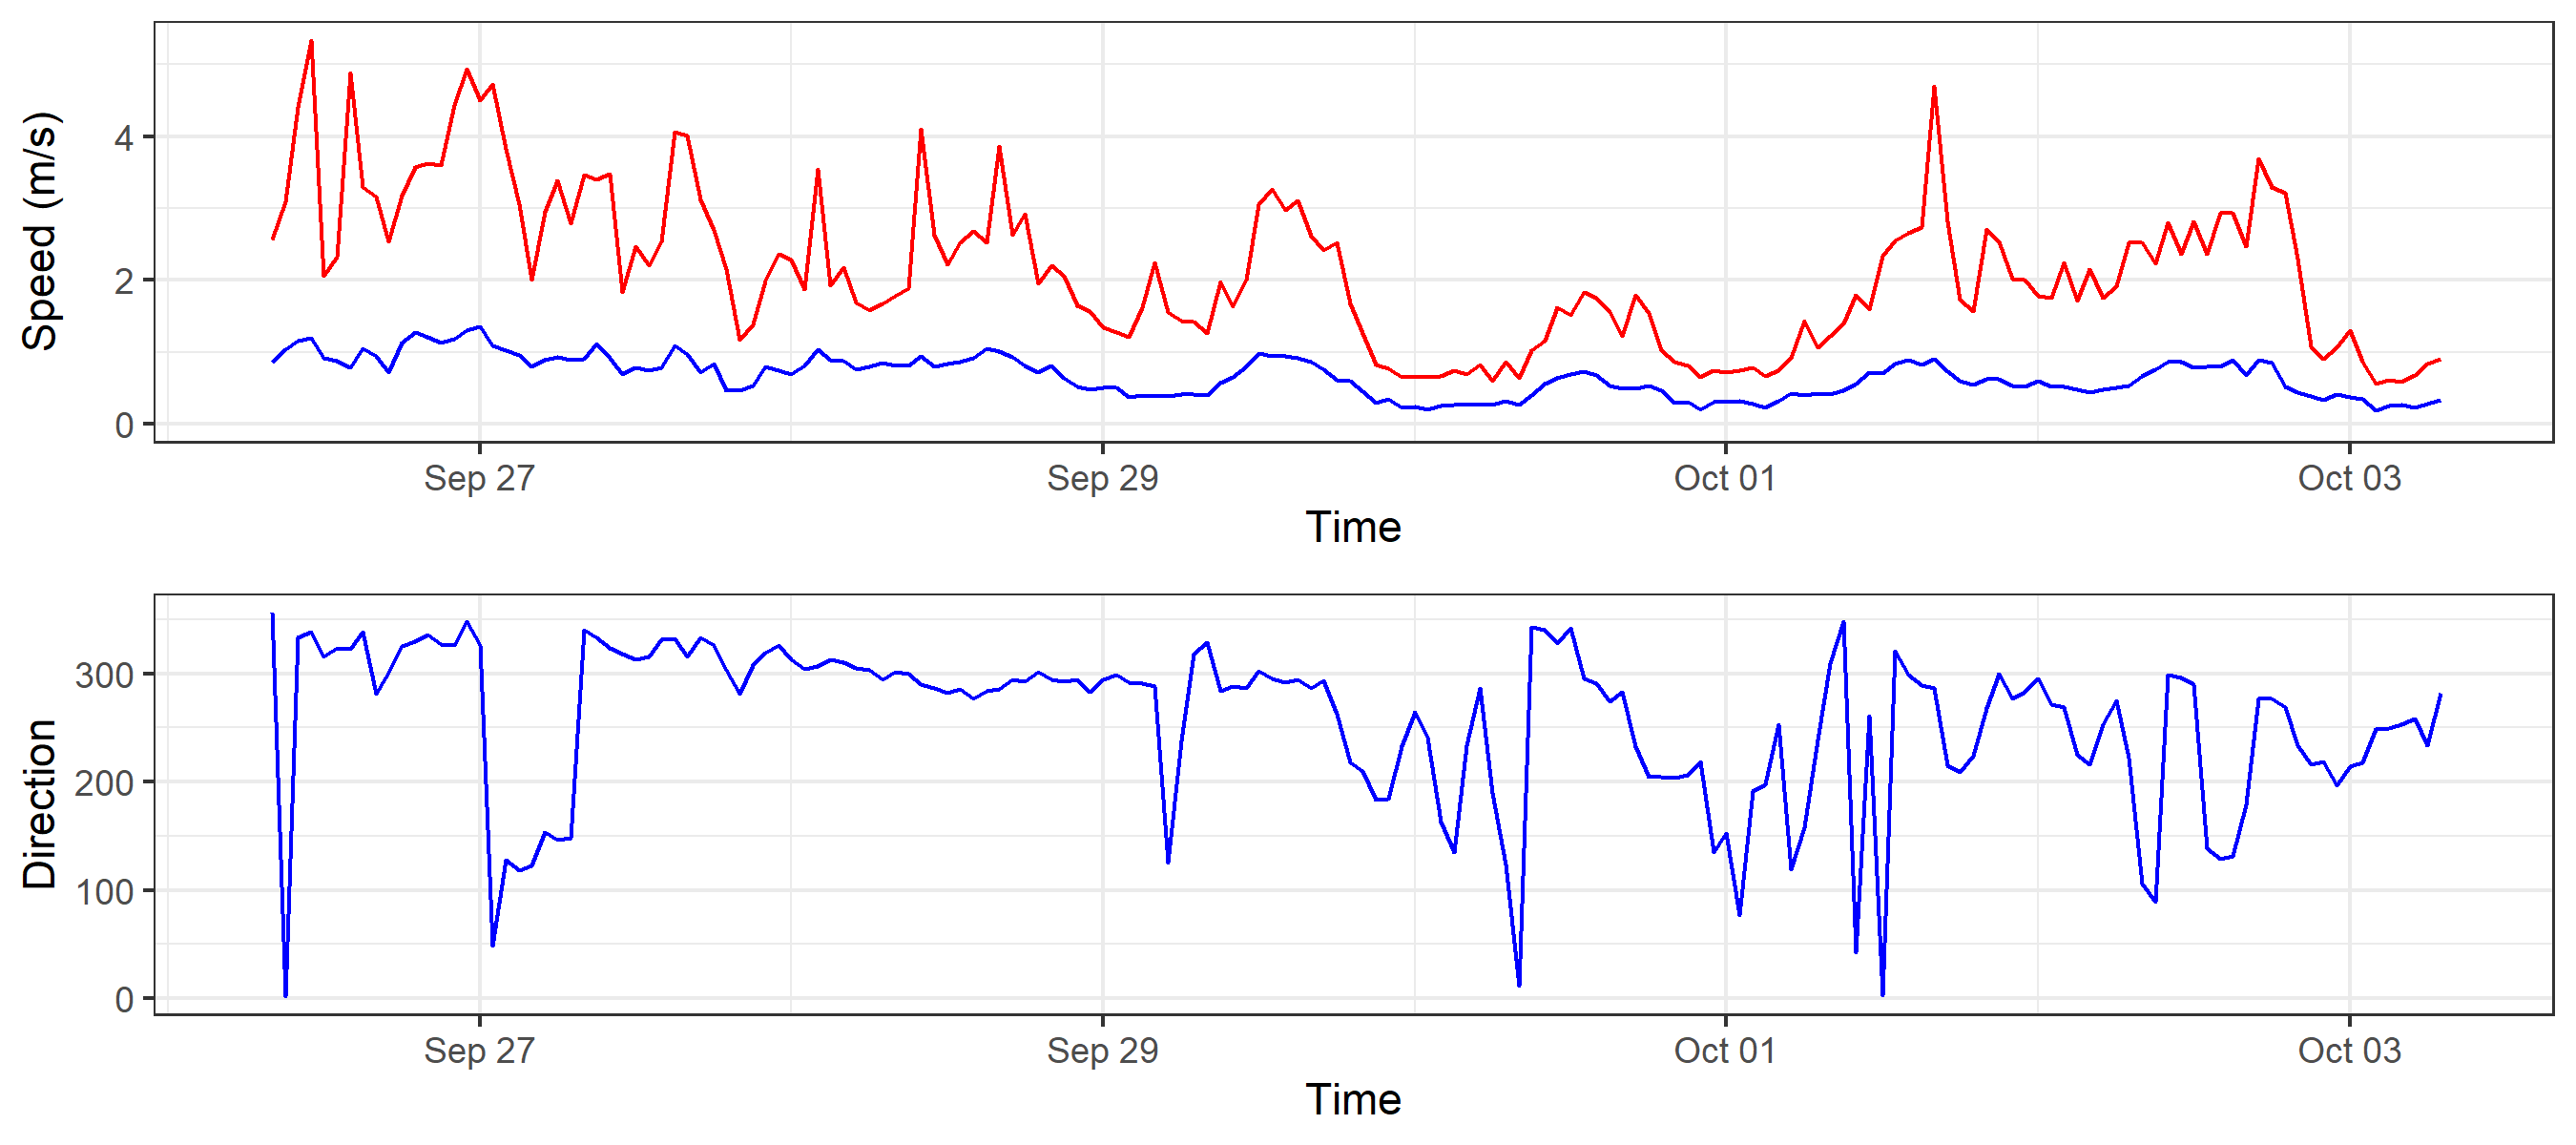 Speed (m/s)
4
2
0
Sep 27
Sep 29
Oct 01
Oct 03
Time
Direction
300
200
100
0
Sep 27
Sep 29
Oct 01
Oct 03
Time